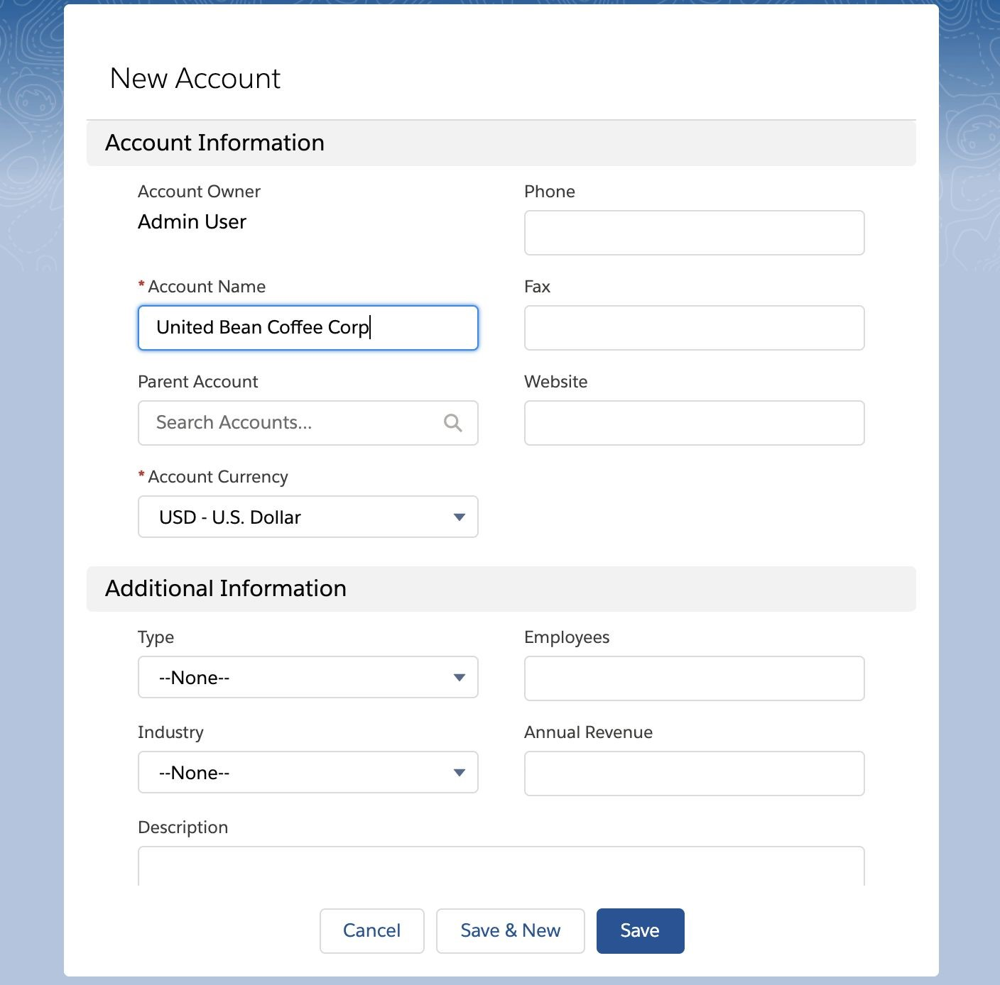 New Account
Account Information
Account Owner
Admin User
Phone
* Account Name
United Bean Coffee Corp
Fax
Parent Account
Search Accounts...
Website
* Account Currency
USD - U.S. Dollar
Additional Information
Type
--None--
Employees
Industry
--None--
Annual Revenue
Description
Cancel
Save & New
Save